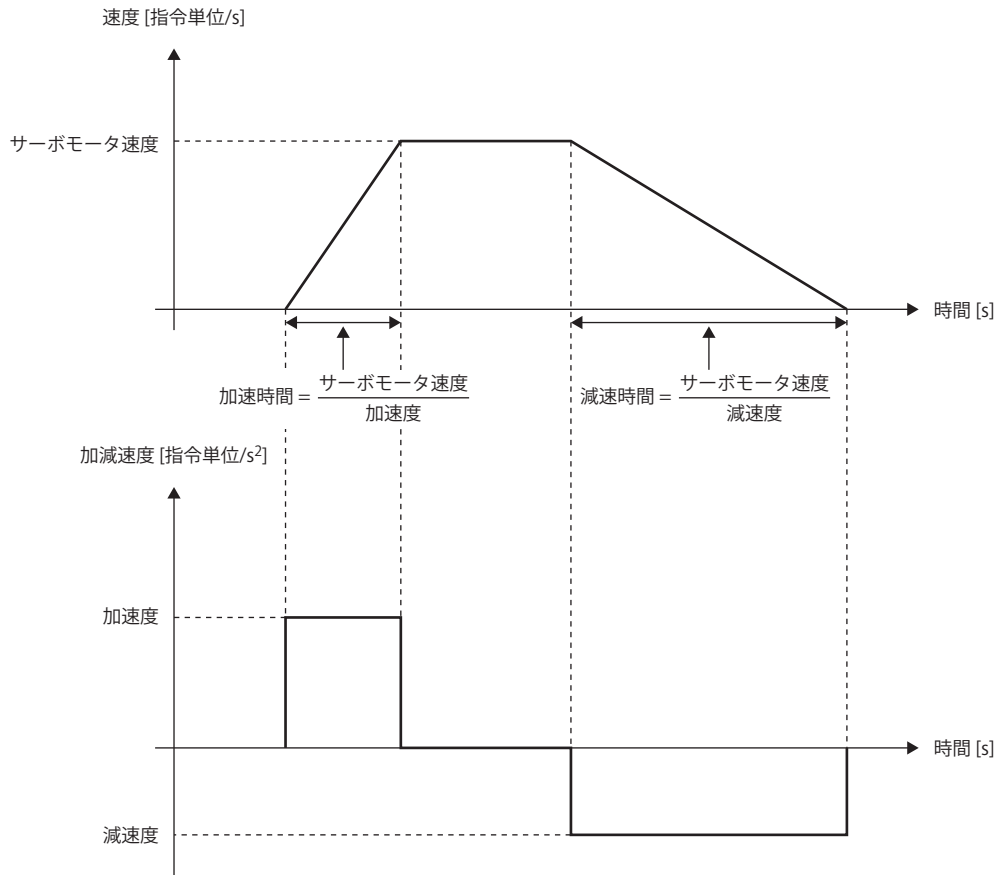 速度 [指令単位/s]
サーボモータ速度
時間 [s]
加速時間 = サーボモータ速度
加速度
減速時間 = サーボモータ速度
減速度
加減速度 [指令単位/s²]
加速度
時間 [s]
減速度